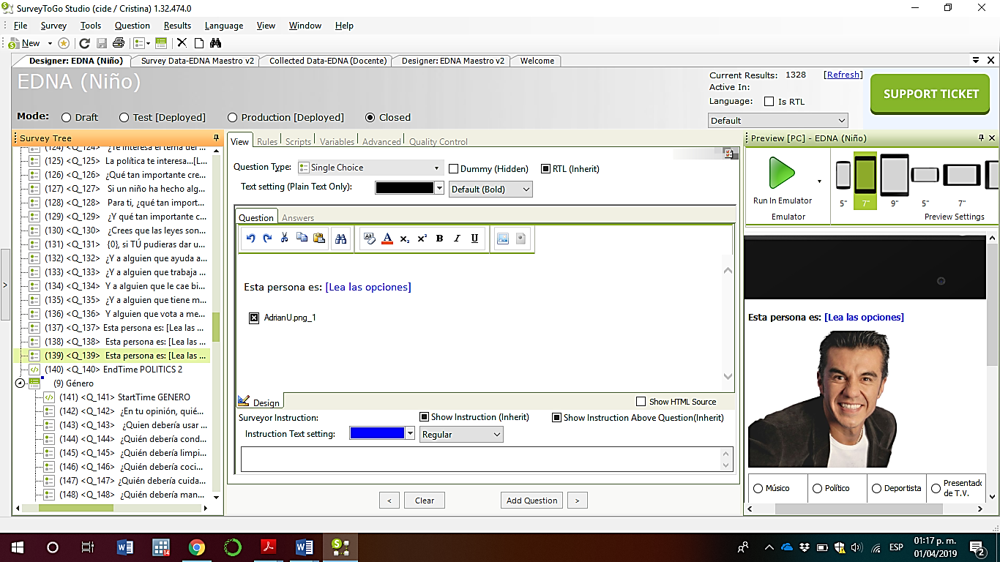 SurveyToGo Studio (cide / Cristina) 1.32.474.0
File Survey Tools Question Results Language View Window Help
New
Designer: EDNA (Niño) Survey Data-EDNA Maestro v2 Collected Data-EDNA (Docente) Designer: EDNA Maestro v2 Welcome
EDNA (Niño)
Current Results: 1328 [Refresh]
Active In:
Language: Is RTL
Default
SUPPORT TICKET
Mode: Draft Test [Deployed] Production [Deployed] Closed
Survey Tree
(124) <Q_124> ¿Te interesa el tema del ...
(125) <Q_125> La política te interesa...[L...
(126) <Q_126> ¿Qué tan importante cre...
(127) <Q_127> Si un niño ha hecho alg...
(128) <Q_128> Para ti, ¿qué tan import...
(129) <Q_129> ¿Y qué tan importante c...
(130) <Q_130> ¿Crees que las leyes son...
(131) <Q_131> {0}, si TÚ pudieras dar u...
(132) <Q_132> ¿Y a alguien que ayuda a...
(133) <Q_133> ¿Y a alguien que trabaja ...
(134) <Q_134> Y a alguien que le cae bi...
(135) <Q_135> ¿Y a alguien que tiene m...
(136) <Q_136> Y alguien que vota a me...
(137) <Q_137> Esta persona es: [Lea las ...
(138) <Q_138> Esta persona es: [Lea las ...
(139) <Q_139> Esta persona es: [Lea las ...
(140) <Q_140> EndTime POLITICS 2
(9) Género
(141) <Q_141> StartTime GENERO
(142) <Q_142> ¿En tu opinión, quié...
(143) <Q_143> ¿Quien debería usar ...
(144) <Q_144> ¿Quién debería cond...
(145) <Q_145> ¿Quién debería limpi...
(146) <Q_146> ¿Quién debería coci...
(147) <Q_147> ¿Quién debería cuida...
(148) <Q_148> ¿Quién debería man...
View Rules Scripts Variables Advanced Quality Control
Question Type: Single Choice Dummy (Hidden) RTL (Inherit)
Text setting (Plain Text Only): Default (Bold)
Question Answers
A x₂ x² B I U
Esta persona es: [Lea las opciones]
AdrianU.png_1
Design Show HTML Source
Surveyor Instruction: Show Instruction (Inherit) Show Instruction Above Question(Inherit)
Instruction Text setting: Regular
< Clear Add Question >
Preview [PC] - EDNA (Niño)
Run In Emulator
Emulator
5" 7" 9" 5" 7"
Preview Settings
Esta persona es: [Lea las opciones]
Músico Político Deportista Presentado
de T.V.
ESP
01:17 p. m.
01/04/2019
2